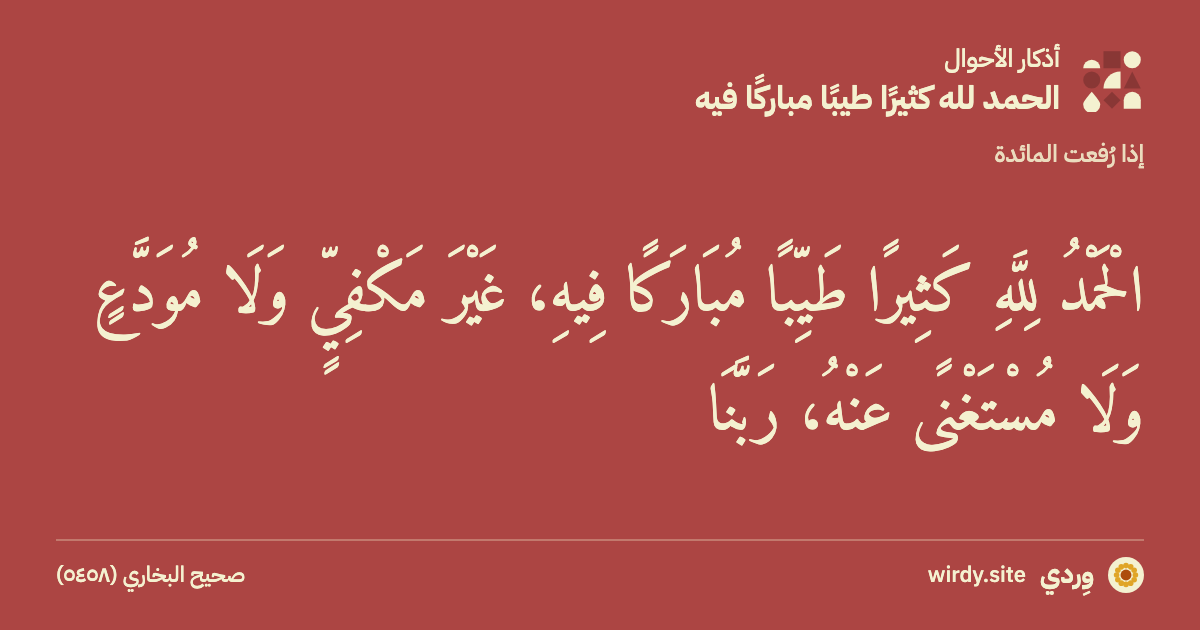 أذكار الأحوال
الحمد لله كثيرًا طيبًا مباركًا فيه
إذا رُفعت المائدة
الْحَمْدُ لِلَّهِ كَثِيرًا طَيِّبًا مُبَارَكًا فِيهِ، غَيْرَ مَكْفِيٍّ وَلَا مُوَدَّعٍ
وَلَا مُسْتَغْنًى عَنْهُ، رَبَّنَا
وِردي wirdy.site
صحيح البخاري (٥٤٥٨)